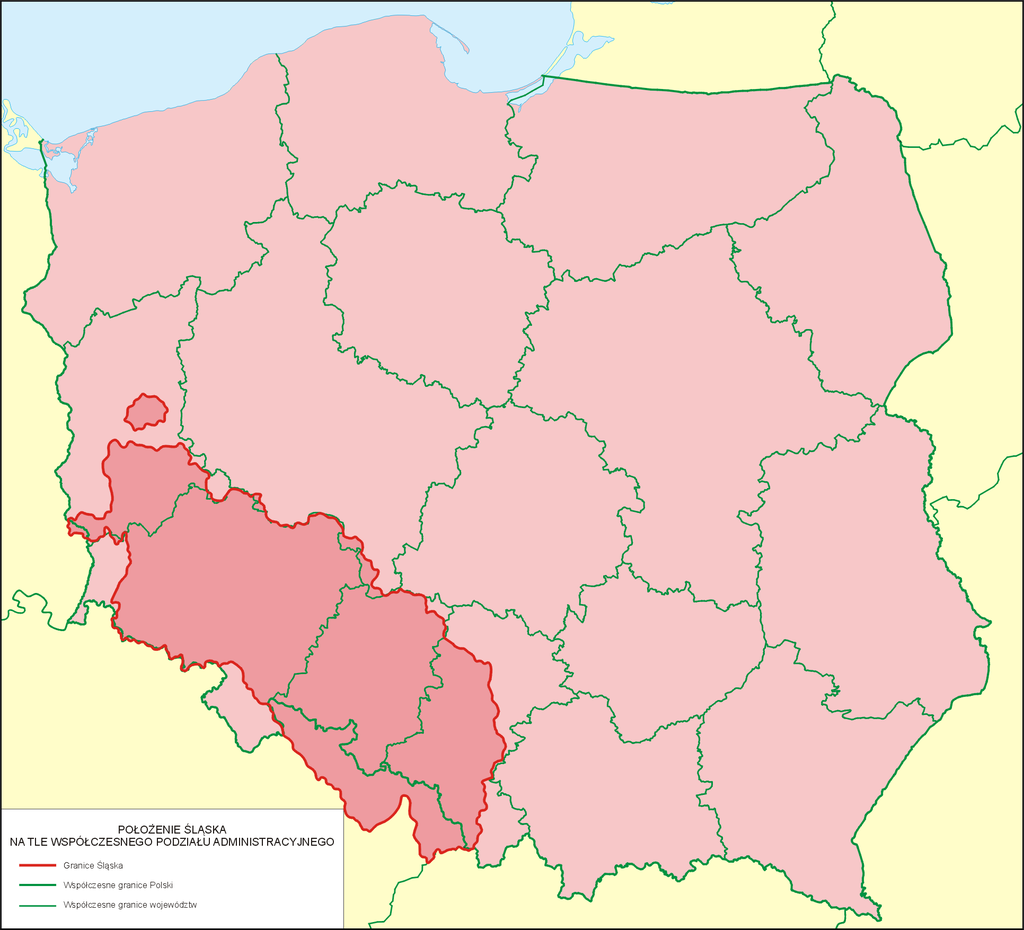 POŁOŻENIE ŚLĄSKA
NA TLE WSPÓŁCZESNEGO PODZIAŁU ADMINISTRACYJNEGO
Granice Śląska
Współczesne granice Polski
Współczesne granice województw